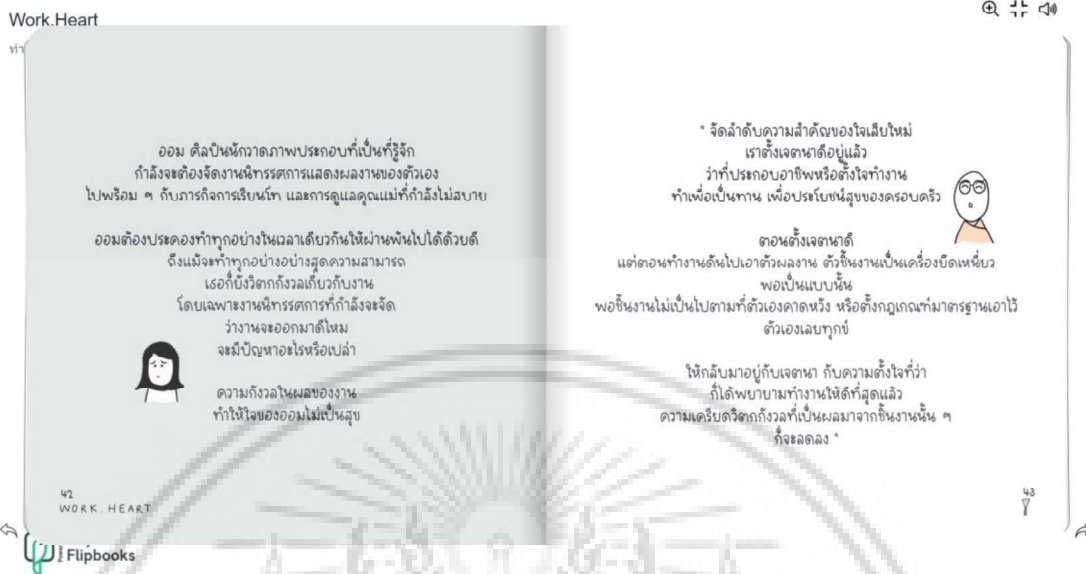 Work.Heart
ทำ
ออม ศิลปินนักวาดภาพประกอบที่เป็นที่รู้จัก
กำลังจะต้องจัดงานนิทรรศการแสดงผลงานของตัวเอง
ไปพร้อม ๆ กับภารกิจการเรียนโท และการดูแลคุณแม่ที่กำลังไม่สบาย
ออมต้องประคองทำทุกอย่างในเวลาเดียวกันให้ผ่านพ้นไปได้ด้วยดี
ถึงแม้จะทำทุกอย่างอย่างสุดความสามารถ
เธอก็ยังวิตกกังวลเกี่ยวกับงาน
โดยเฉพาะงานนิทรรศการที่กำลังจะจัด
ว่างานจะออกมาดีไหม
จะมีปัญหาอะไรหรือเปล่า
ความกังวลในผลของงาน
ทำให้ใจของออมไม่เป็นสุข
42
WORK. HEART
" จัดลำดับความสำคัญของใจเสียใหม่
เราตั้งเจตนาดีอยู่แล้ว
ว่าที่ประกอบอาชีพหรือตั้งใจทำงาน
ทำเพื่อเป็นทาน เพื่อประโยชน์สุขของครอบครัว
ตอนตั้งเจตนาดี
แต่ตอนทำงานดันไปเอาตัวผลงาน ตัวชิ้นงานเป็นเครื่องยึดเหนี่ยว
พอเป็นแบบนั้น
พอชิ้นงานไม่เป็นไปตามที่ตัวเองคาดหวัง หรือตั้งกฎเกณฑ์มาตรฐานเอาไว้
ตัวเองเลยทุกข์
ให้กลับมาอยู่กับเจตนา กับความตั้งใจที่ว่า
ก็ได้พยายามทำงานให้ดีที่สุดแล้ว
ความเครียดวิตกกังวลที่เป็นผลมาจากชิ้นงานนั้น ๆ
ก็จะลดลง "
43
Flipbooks